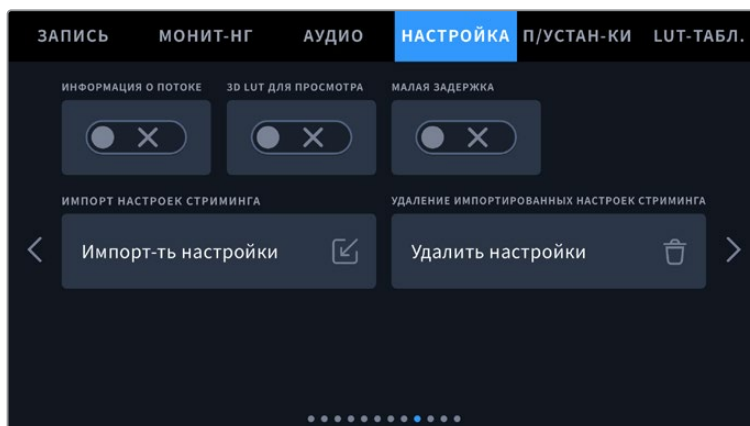 ЗАПИСЬ МОНИТ-НГ АУДИО НАСТРОЙКА П/УСТАН-КИ LUT-ТАБЛ.
ИНФОРМАЦИЯ О ПОТОКЕ 3D LUT ДЛЯ ПРОСМОТРА МАЛАЯ ЗАДЕРЖКА
ИМПОРТ НАСТРОЕК СТРИМИНГА УДАЛЕНИЕ ИМПОРТИРОВАННЫХ НАСТРОЕК СТРИМИНГА
Импорт-ть настройки Удалить настройки